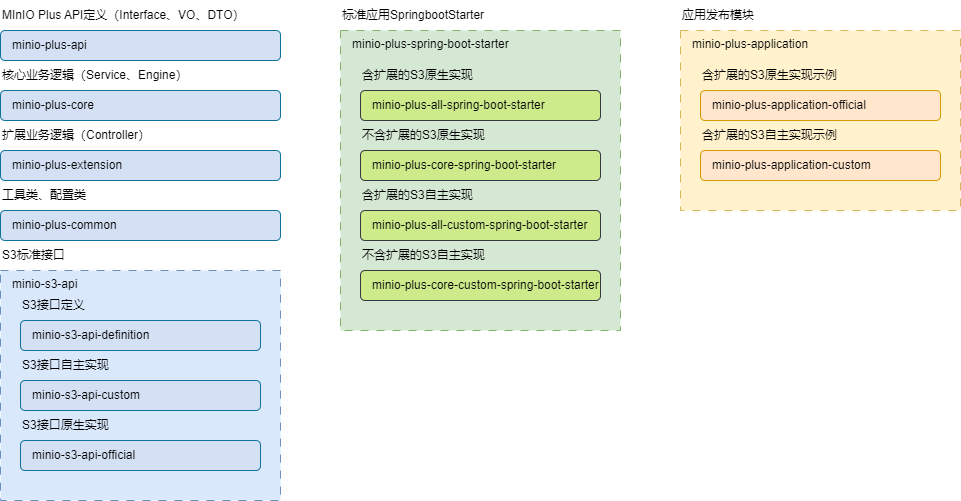 MInIO Plus API定义（Interface、VO、DTO）
minio-plus-api
核心业务逻辑（Service、Engine）
minio-plus-core
扩展业务逻辑（Controller）
minio-plus-extension
工具类、配置类
minio-plus-common
S3标准接口
minio-s3-api
S3接口定义
minio-s3-api-definition
S3接口自主实现
minio-s3-api-custom
S3接口原生实现
minio-s3-api-official
标准应用SpringbootStarter
minio-plus-spring-boot-starter
含扩展的S3原生实现
minio-plus-all-spring-boot-starter
不含扩展的S3原生实现
minio-plus-core-spring-boot-starter
含扩展的S3自主实现
minio-plus-all-custom-spring-boot-starter
不含扩展的S3自主实现
minio-plus-core-custom-spring-boot-starter
应用发布模块
minio-plus-application
含扩展的S3原生实现示例
minio-plus-application-official
含扩展的S3自主实现示例
minio-plus-application-custom